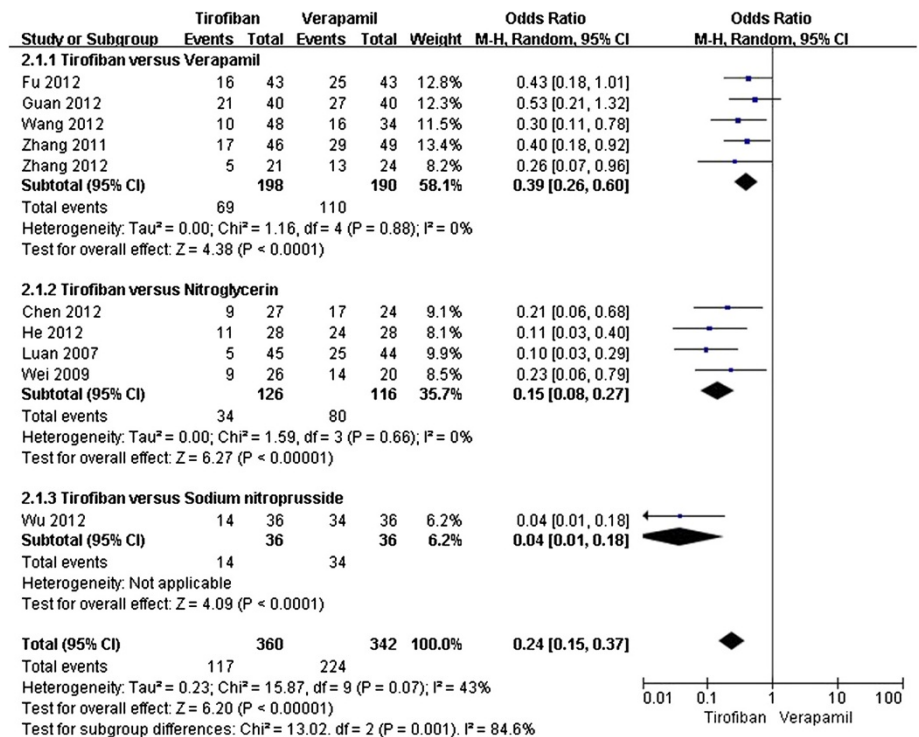 Tirofiban Verapamil Odds Ratio Odds Ratio
Study or Subgroup Events Total Events Total Weight M-H, Random, 95% CI M-H, Random, 95% CI
2.1.1 Tirofiban versus Verapamil
Fu 2012 16 43 25 43 12.8% 0.43 [0.18, 1.01]
Guan 2012 21 40 27 40 12.3% 0.53 [0.21, 1.32]
Wang 2012 10 48 16 34 11.5% 0.30 [0.11, 0.78]
Zhang 2011 17 46 29 49 13.4% 0.40 [0.18, 0.92]
Zhang 2012 5 21 13 24 8.2% 0.26 [0.07, 0.96]
Subtotal (95% CI) 198 190 58.1% 0.39 [0.26, 0.60]
Total events 69 110
Heterogeneity: Tau² = 0.00; Chi² = 1.16, df = 4 (P = 0.88); I² = 0%
Test for overall effect: Z = 4.38 (P < 0.0001)
2.1.2 Tirofiban versus Nitroglycerin
Chen 2012 9 27 17 24 9.1% 0.21 [0.06, 0.68]
He 2012 11 28 24 28 8.1% 0.11 [0.03, 0.40]
Luan 2007 5 45 25 44 9.9% 0.10 [0.03, 0.29]
Wei 2009 9 26 14 20 8.5% 0.23 [0.06, 0.79]
Subtotal (95% CI) 126 116 35.7% 0.15 [0.08, 0.27]
Total events 34 80
Heterogeneity: Tau² = 0.00; Chi² = 1.59, df = 3 (P = 0.66); I² = 0%
Test for overall effect: Z = 6.27 (P < 0.00001)
2.1.3 Tirofiban versus Sodium nitroprusside
Wu 2012 14 36 34 36 6.2% 0.04 [0.01, 0.18]
Subtotal (95% CI) 36 36 6.2% 0.04 [0.01, 0.18]
Total events 14 34
Heterogeneity: Not applicable
Test for overall effect: Z = 4.09 (P < 0.0001)
Total (95% CI) 360 342 100.0% 0.24 [0.15, 0.37]
Total events 117 224
Heterogeneity: Tau² = 0.23; Chi² = 15.87, df = 9 (P = 0.07); I² = 43%
Test for overall effect: Z = 6.20 (P < 0.00001)
Test for subgroup differences: Chi² = 13.02. df = 2 (P = 0.001). I² = 84.6%
0.01 0.1 1 10 100
Tirofiban Verapamil